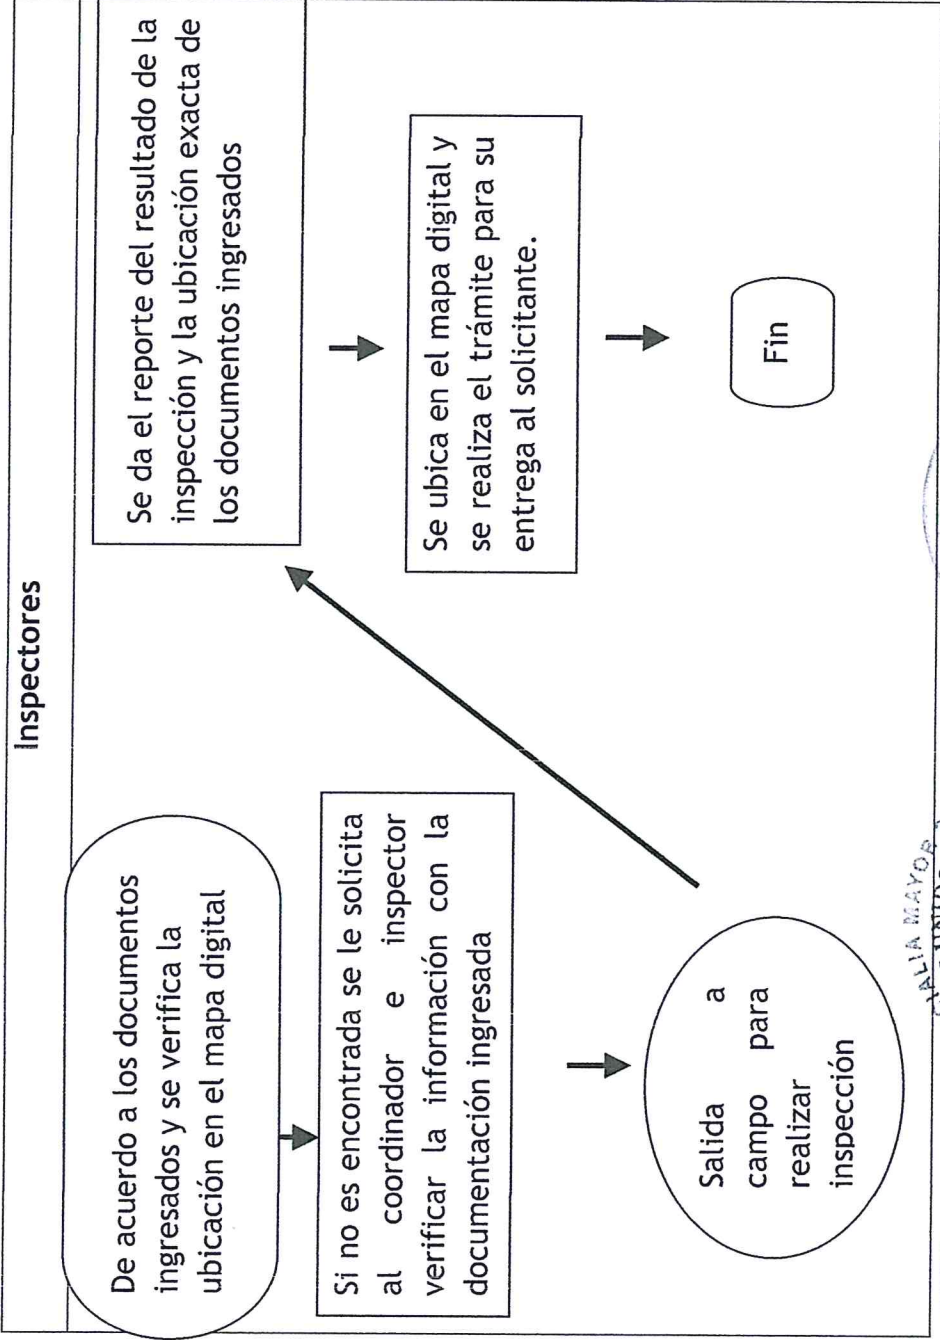 Inspectores
De acuerdo a los documentos
ingresados y se verifica la
ubicación en el mapa digital
Si no es encontrada se le solicita
al coordinador e inspector
verificar la información con la
documentación ingresada
Salida a
campo para
realizar
inspección
Se da el reporte del resultado de la
inspección y la ubicación exacta de
los documentos ingresados
Se ubica en el mapa digital y
se realiza el trámite para su
entrega al solicitante.
Fin
MAYOR